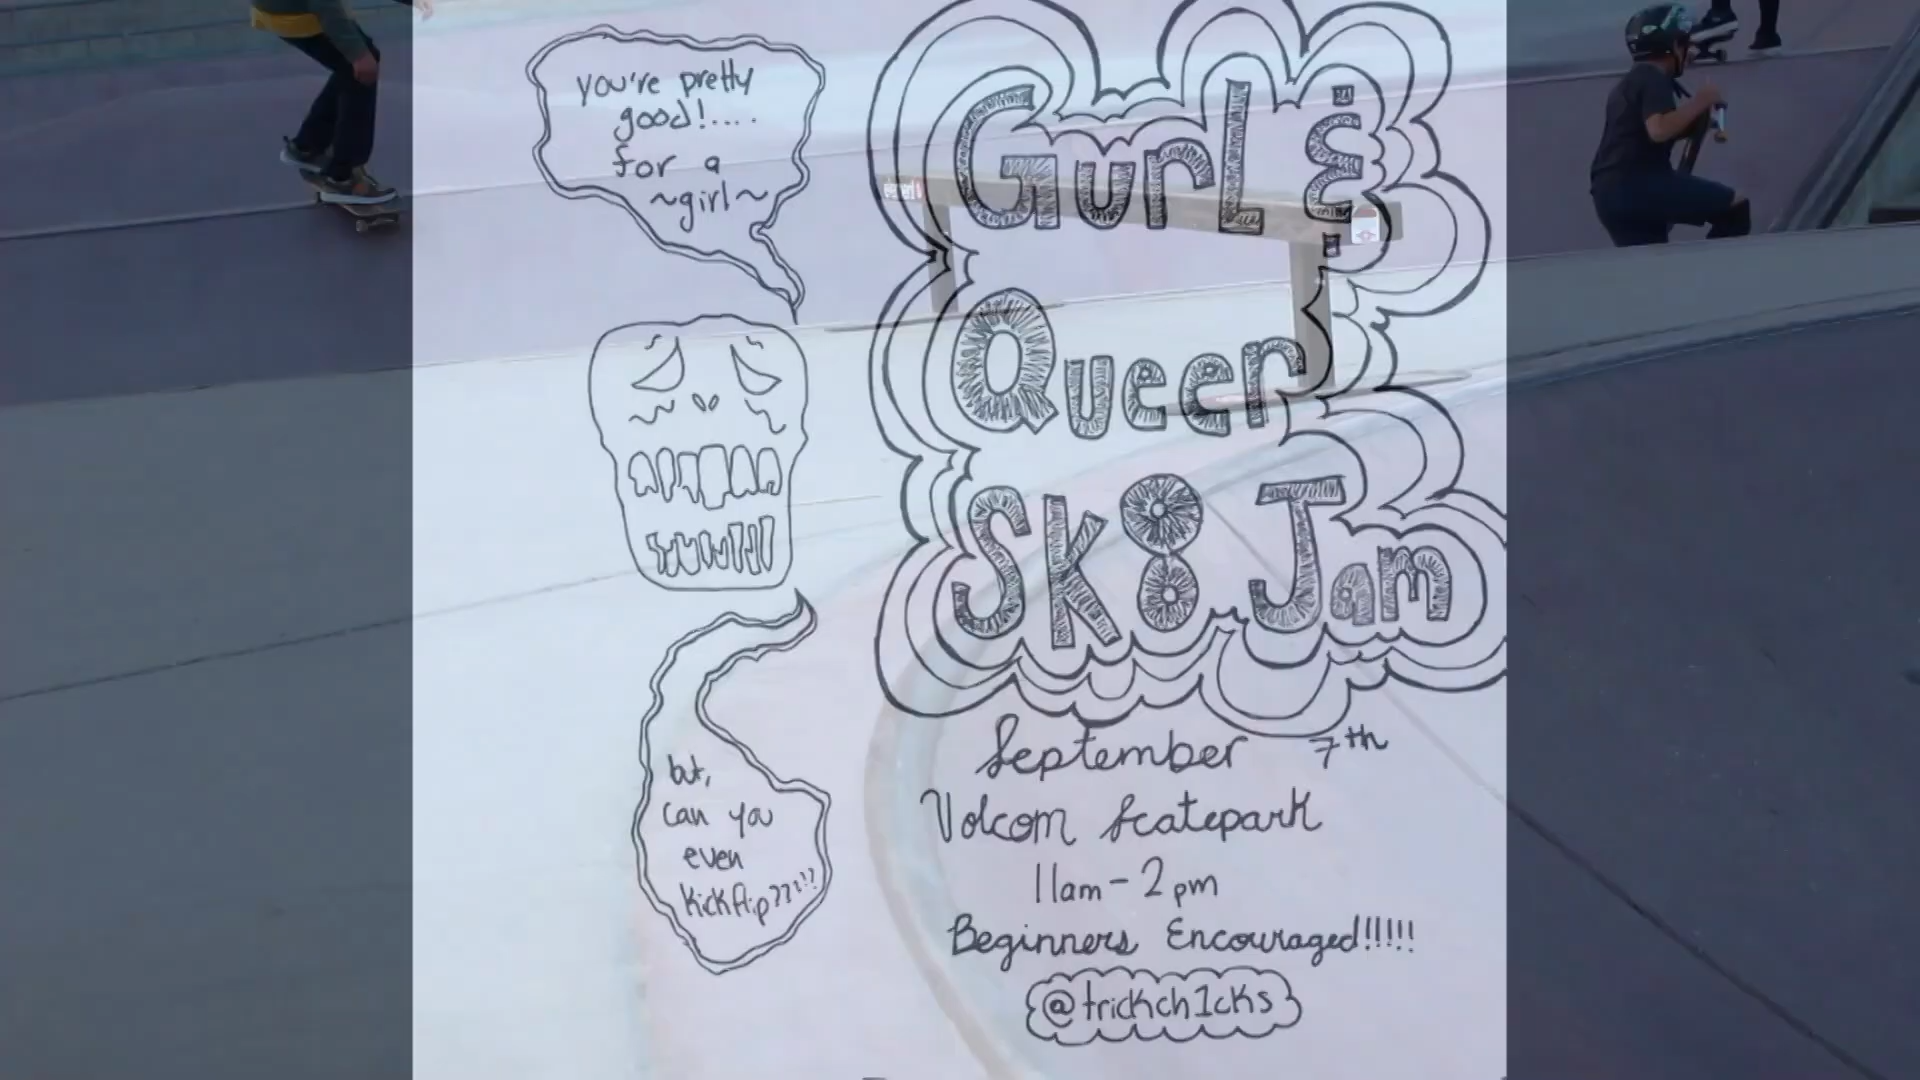 you're pretty
good!....
for a
~girl~
but,
can you
even
kickflip??!!!
Gurl &
Queer
Sk8 Jam
September 7th
Volcom Scatepark
11am - 2pm
Beginners Encouraged!!!!!
@trickch1cks